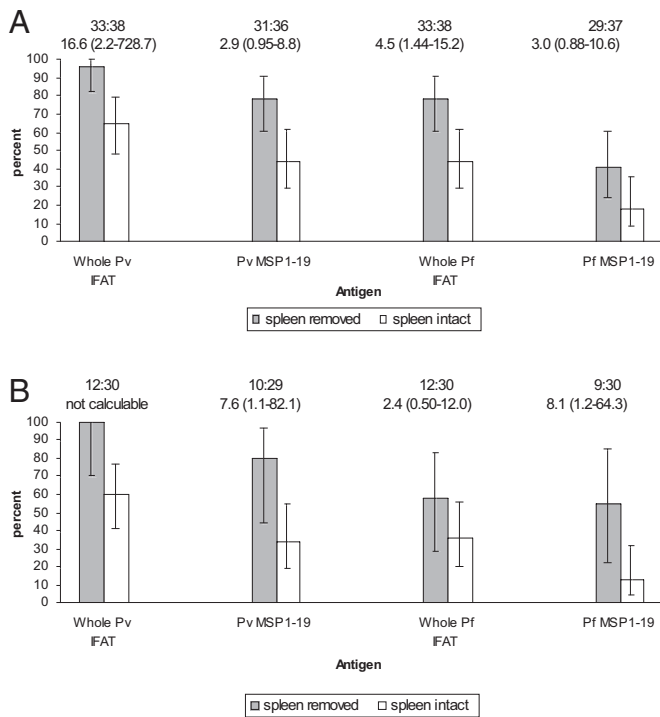 A
33:38 31:36 33:38 29:37
16.6 (2.2-728.7) 2.9 (0.95-8.8) 4.5 (1.44-15.2) 3.0 (0.88-10.6)
100
90
80
70
60
50
40
30
20
10
0
percent
Whole Pv IFAT
Pv MSP1-19
Whole Pf IFAT
Pf MSP1-19
Antigen
spleen removed spleen intact
B
12:30 10:29 12:30 9:30
not calculable 7.6 (1.1-82.1) 2.4 (0.50-12.0) 8.1 (1.2-64.3)
100
90
80
70
60
50
40
30
20
10
0
percent
Whole Pv IFAT
Pv MSP1-19
Whole Pf IFAT
Pf MSP1-19
Antigen
spleen removed spleen intact